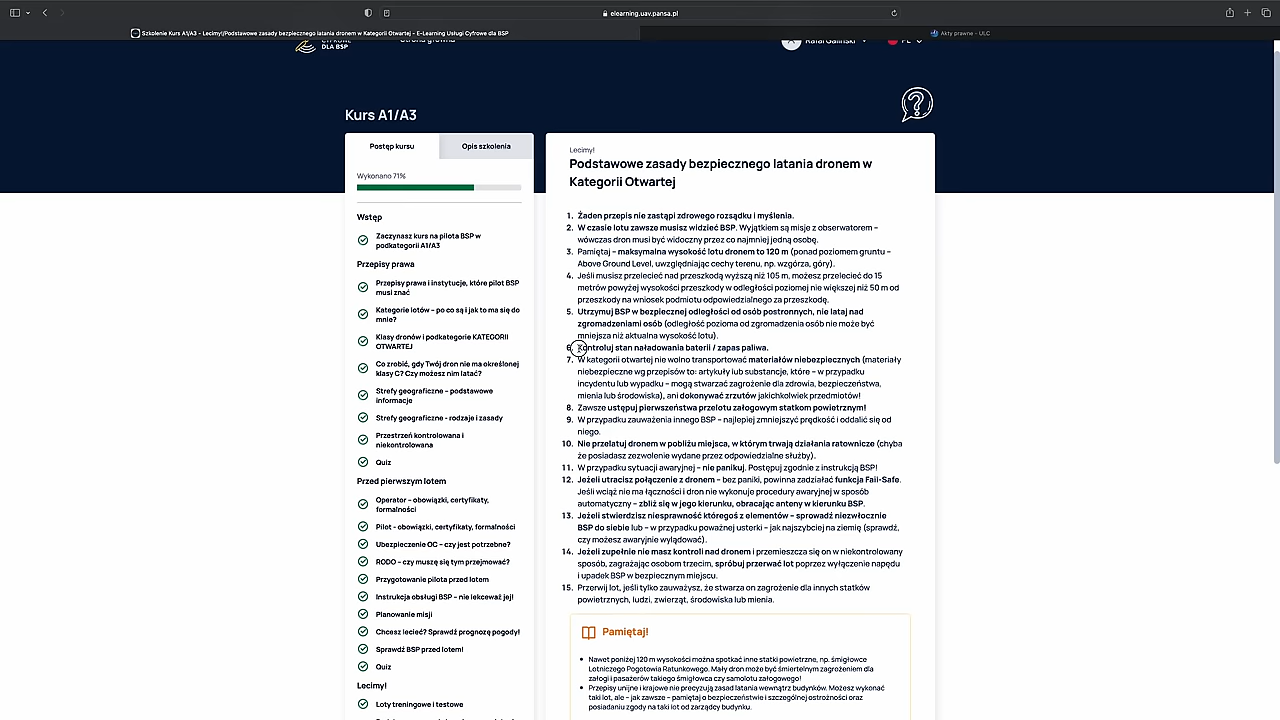 elearning.uav.pansa.pl
Szkolenie Kurs A1/A3 – Lecimy!/Podstawowe zasady bezpiecznego latania dronem w Kategorii Otwartej – E-Learning Usługi Cyfrowe dla BSP
Akty prawne – ULC
DLA BSP
Kurs A1/A3
Postęp kursu
Opis szkolenia
Wykonano 71%
Wstęp
Zaczynasz kurs na pilota BSP w
podkategorii A1/A3
Przepisy prawa
Przepisy prawa i instytucje, które pilot BSP
musi znać
Kategorie lotów – po co są i jak to ma się do
mnie?
Klasy dronów i podkategorie KATEGORII
OTWARTEJ
Co zrobić, gdy Twój dron nie ma określonej
klasy C? Czy możesz nim latać?
Strefy geograficzne – podstawowe
informacje
Strefy geograficzne - rodzaje i zasady
Przestrzeń kontrolowana i
niekontrolowana
Quiz
Przed pierwszym lotem
Operator – obowiązki, certyfikaty,
formalności
Pilot - obowiązki, certyfikaty, formalności
Ubezpieczenie OC – czy jest potrzebne?
RODO – czy muszę się tym przejmować?
Przygotowanie pilota przed lotem
Instrukcja obsługi BSP – nie lekceważ jej!
Planowanie misji
Chcesz lecieć? Sprawdź prognozę pogody!
Sprawdź BSP przed lotem!
Quiz
Lecimy!
Loty treningowe i testowe
Lecimy!
Podstawowe zasady bezpiecznego latania dronem w
Kategorii Otwartej
1. Żaden przepis nie zastąpi zdrowego rozsądku i myślenia.
2. W czasie lotu zawsze musisz widzieć BSP. Wyjątkiem są misje z obserwatorem –
wówczas dron musi być widoczny przez co najmniej jedną osobę.
3. Pamiętaj – maksymalna wysokość lotu dronem to 120 m (ponad poziomem gruntu –
Above Ground Level, uwzględniając cechy terenu, np. wzgórza, góry).
4. Jeśli musisz przelecieć nad przeszkodą wyższą niż 105 m, możesz przelecieć do 15
metrów powyżej wysokości przeszkody w odległości poziomej nie większej niż 50 m od
przeszkody na wniosek podmiotu odpowiedzialnego za przeszkodę.
5. Utrzymuj BSP w bezpiecznej odległości od osób postronnych, nie lataj nad
zgromadzeniami osób (odległość pozioma od zgromadzenia osób nie może być
mniejsza niż aktualna wysokość lotu).
6. Kontroluj stan naładowania baterii / zapas paliwa.
7. W kategorii otwartej nie wolno transportować materiałów niebezpiecznych (materiały
niebezpieczne wg przepisów to: artykuły lub substancje, które – w przypadku
incydentu lub wypadku – mogą stwarzać zagrożenie dla zdrowia, bezpieczeństwa,
mienia lub środowiska), ani dokonywać zrzutów jakichkolwiek przedmiotów!
8. Zawsze ustępuj pierwszeństwa przelotu załogowym statkom powietrznym!
9. W przypadku zauważenia innego BSP – najlepiej zmniejszyć prędkość i oddalić się od
niego.
10. Nie przelatuj dronem w pobliżu miejsca, w którym trwają działania ratownicze (chyba
że posiadasz zezwolenie wydane przez odpowiedzialne służby).
11. W przypadku sytuacji awaryjnej – nie panikuj. Postępuj zgodnie z instrukcją BSP!
12. Jeżeli utracisz połączenie z dronem – bez paniki, powinna zadziałać funkcja Fail-Safe.
Jeśli wciąż nie ma łączności i dron nie wykonuje procedury awaryjnej w sposób
automatyczny – zbliż się w jego kierunku, obracając anteny w kierunku BSP.
13. Jeżeli stwierdzisz niesprawność któregoś z elementów – sprowadź niezwłocznie
BSP do siebie lub – w przypadku poważnej usterki – jak najszybciej na ziemię (sprawdź,
czy możesz awaryjnie wylądować).
14. Jeżeli zupełnie nie masz kontroli nad dronem i przemieszcza się on w niekontrolowany
sposób, zagrażając osobom trzecim, spróbuj przerwać lot poprzez wyłączenie napędu
i upadek BSP w bezpiecznym miejscu.
15. Przerwij lot, jeśli tylko zauważysz, że stwarza on zagrożenie dla innych statków
powietrznych, ludzi, zwierząt, środowiska lub mienia.
Pamiętaj!
• Nawet poniżej 120 m wysokości można spotkać inne statki powietrzne, np. śmigłowce
Lotniczego Pogotowia Ratunkowego. Mały dron może być śmiertelnym zagrożeniem dla
załogi i pasażerów takiego śmigłowca czy samolotu załogowego!
• Przepisy unijne i krajowe nie precyzują zasad latania wewnątrz budynków. Możesz wykonać
taki lot, ale – jak zawsze – pamiętaj o bezpieczeństwie i szczególnej ostrożności oraz
posiadaniu zgody na taki lot od zarządcy budynku.